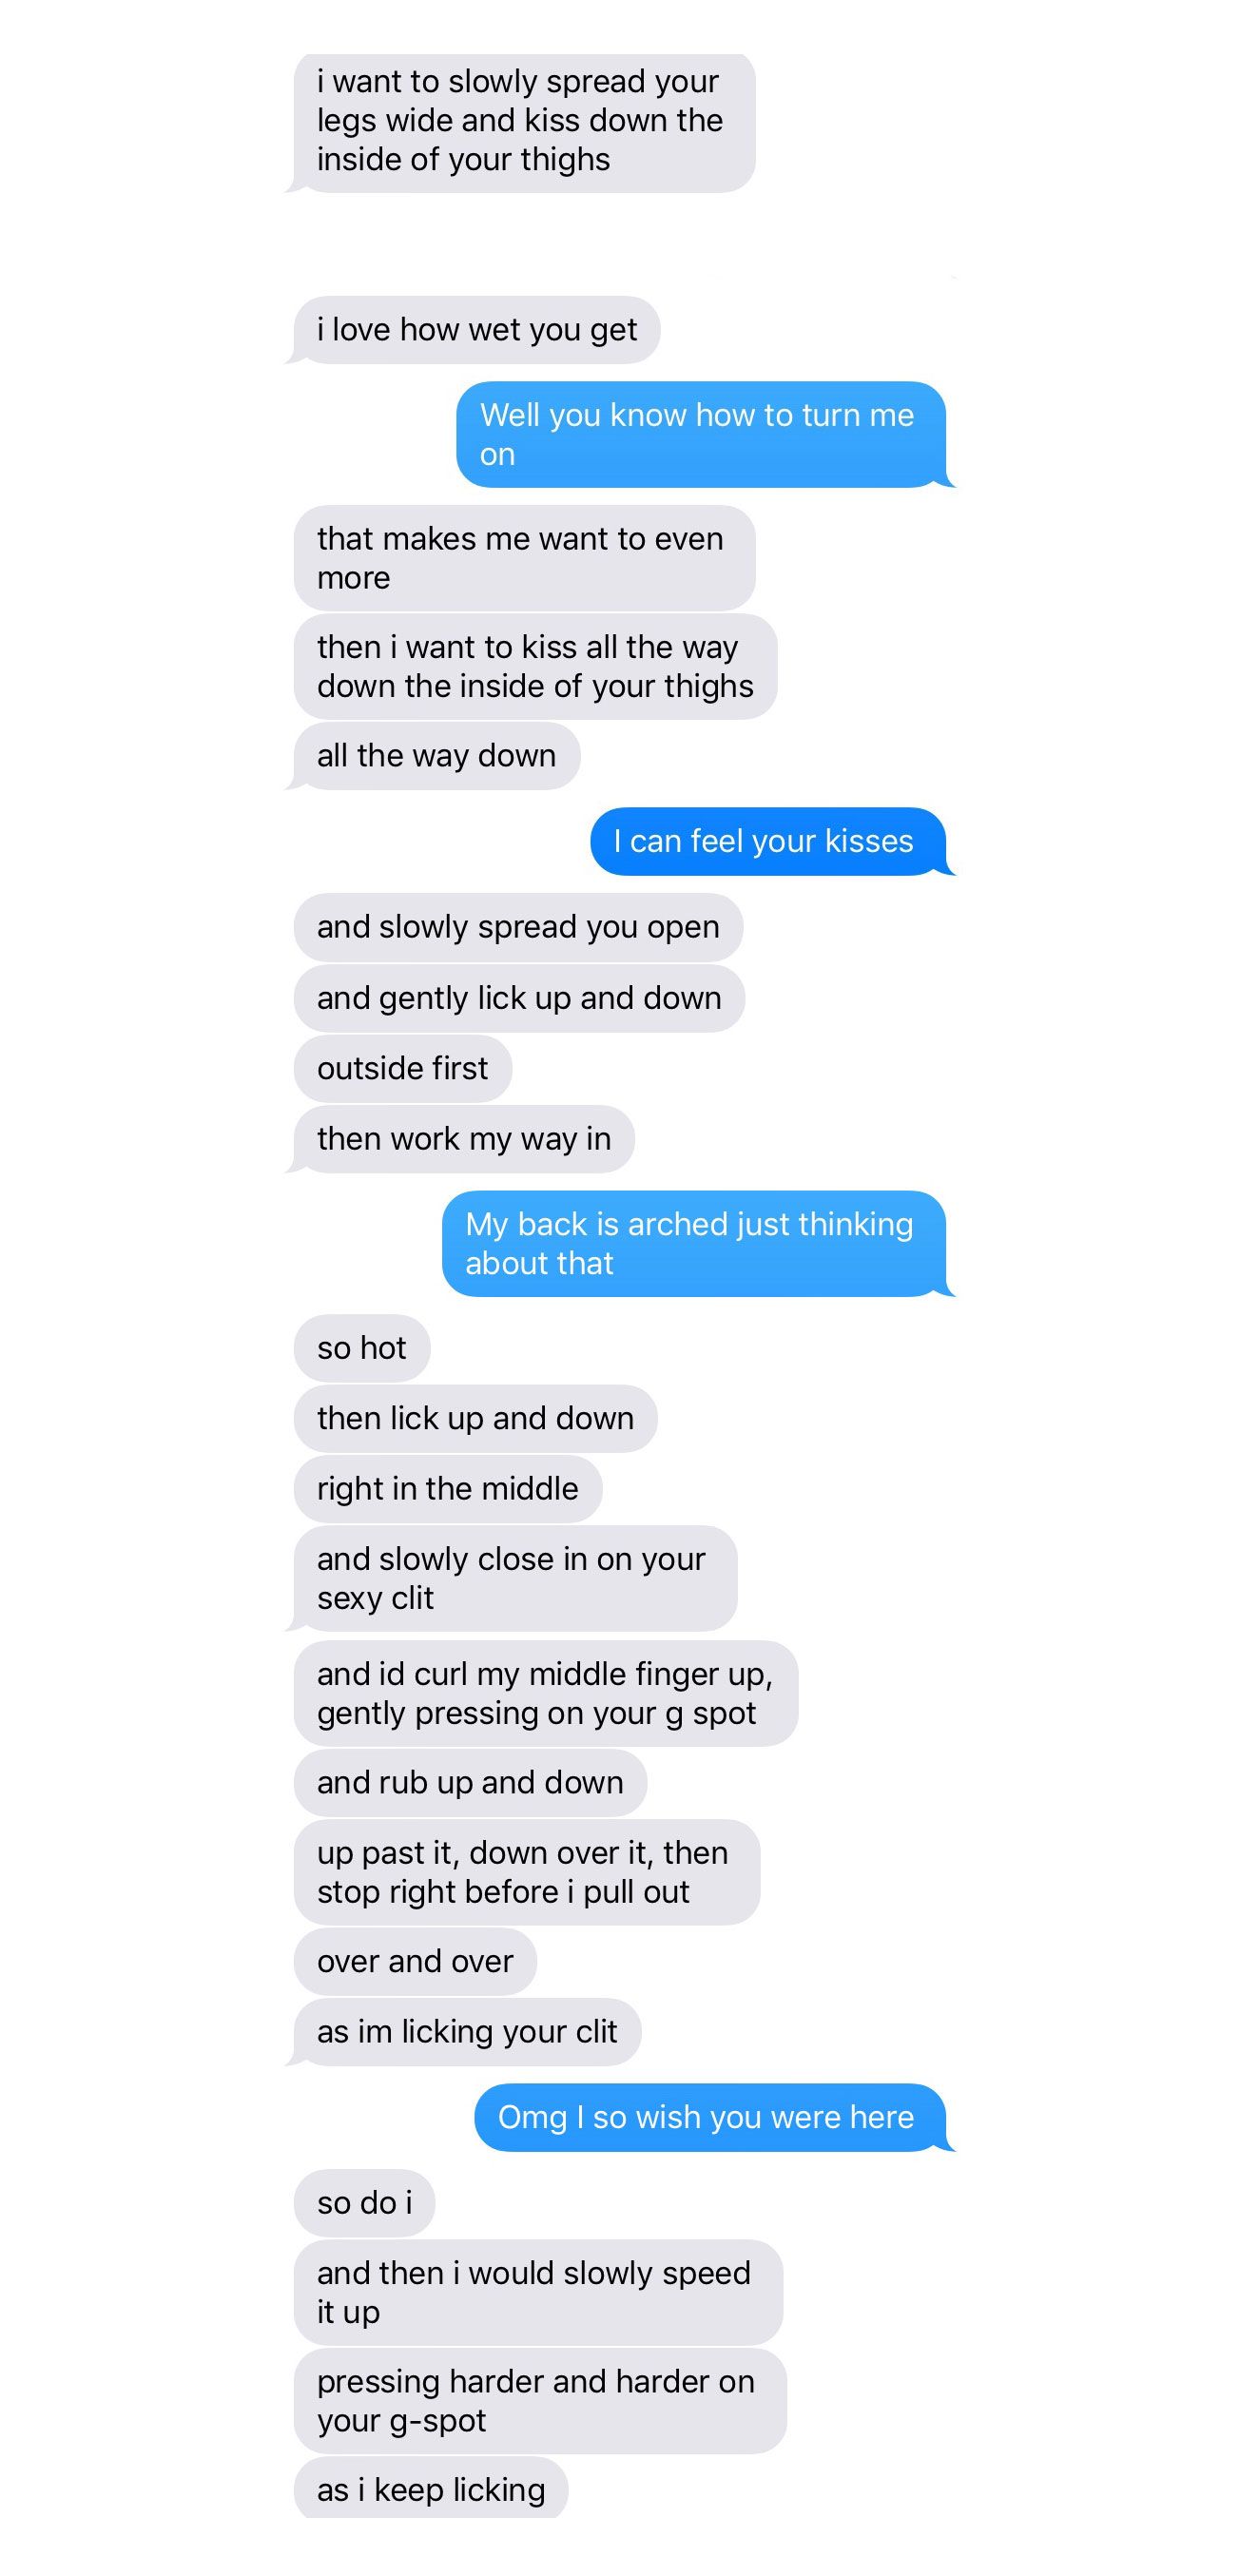 i want to slowly spread your
legs wide and kiss down the
inside of your thighs
i love how wet you get
Well you know how to turn me
on
that makes me want to even
more
then i want to kiss all the way
down the inside of your thighs
all the way down
I can feel your kisses
and slowly spread you open
and gently lick up and down
outside first
then work my way in
My back is arched just thinking
about that
so hot
then lick up and down
right in the middle
and slowly close in on your
sexy clit
and id curl my middle finger up,
gently pressing on your g spot
and rub up and down
up past it, down over it, then
stop right before i pull out
over and over
as im licking your clit
Omg I so wish you were here
so do i
and then i would slowly speed
it up
pressing harder and harder on
your g-spot
as i keep licking